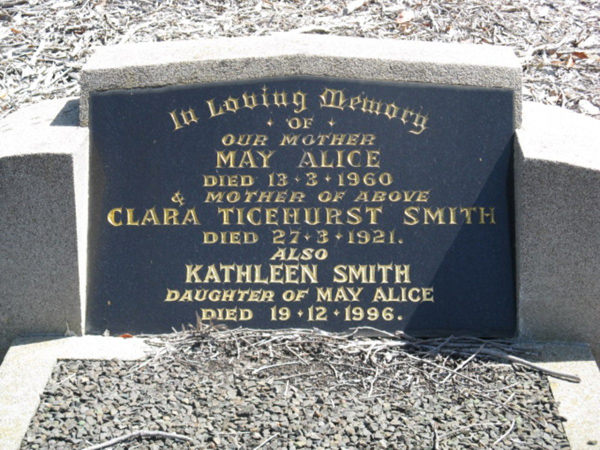 In Loving Memory
• OF •
OUR MOTHER
MAY ALICE
DIED 13•3•1960
& MOTHER OF ABOVE
CLARA TICEHURST SMITH
DIED 27•3•1921.
ALSO
KATHLEEN SMITH
DAUGHTER OF MAY ALICE
DIED 19•12•1996.